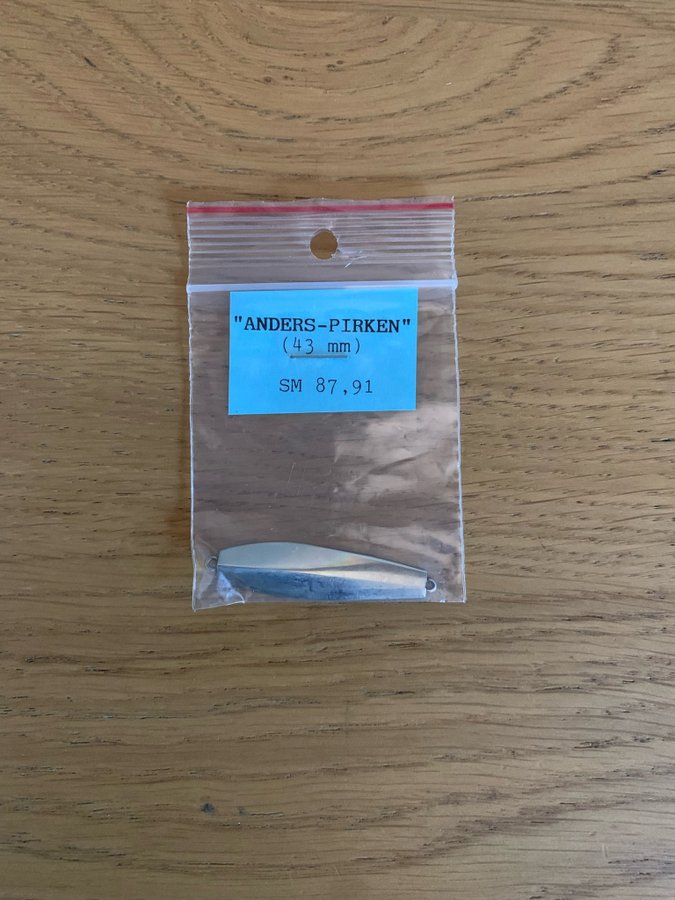 "ANDERS-PIRKEN"
(43 mm)
SM 87,91